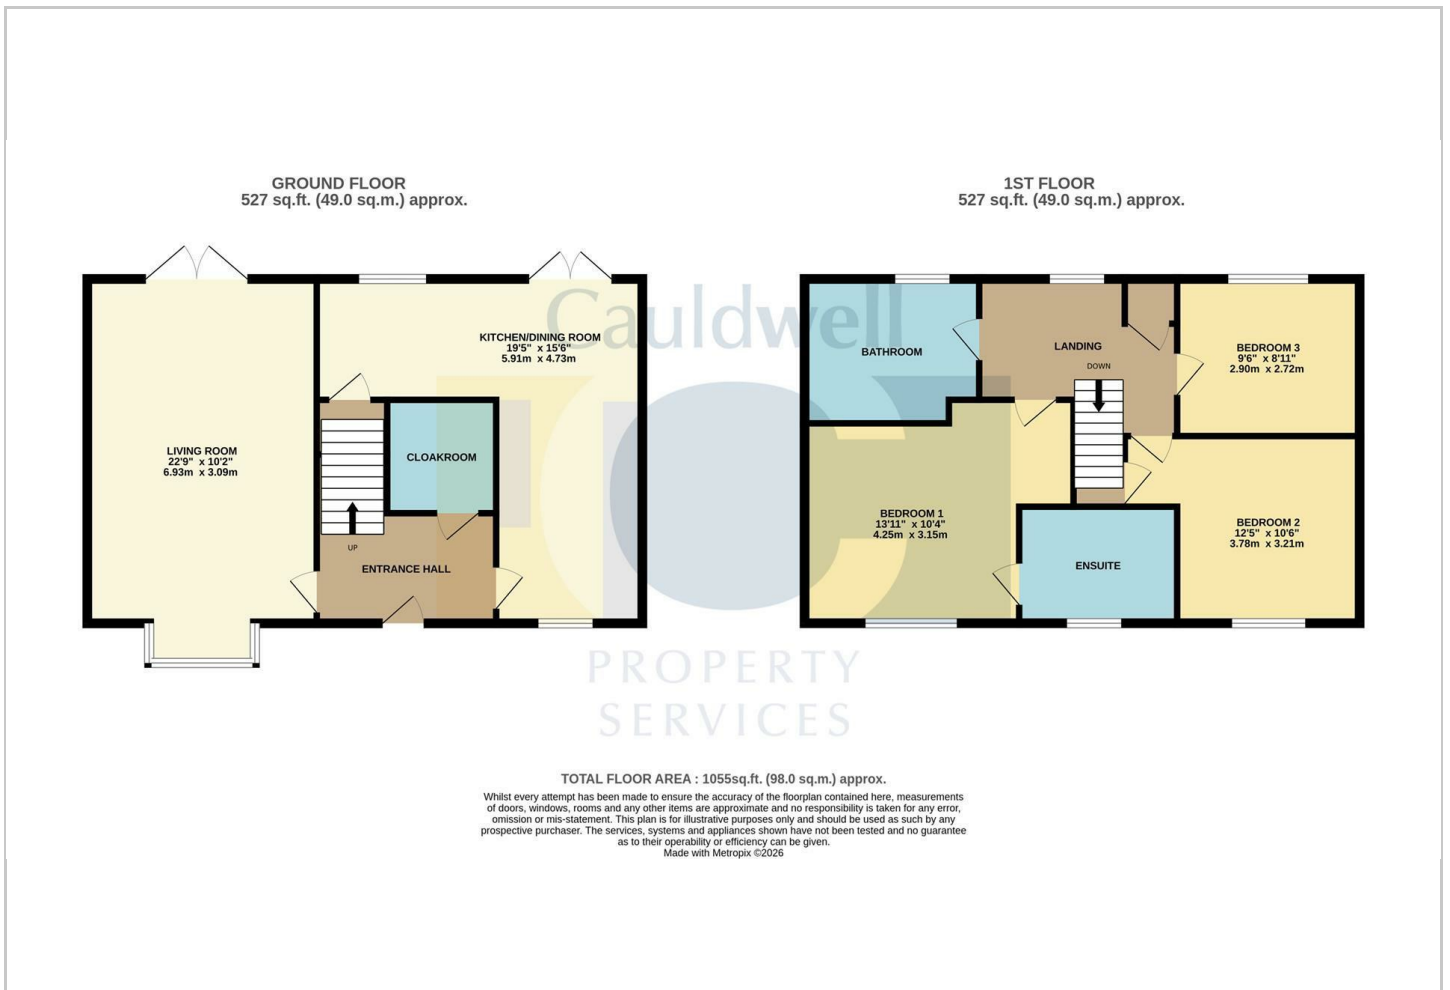 GROUND FLOOR
527 sq.ft. (49.0 sq.m.) approx.
KITCHEN/DINING ROOM
19'5" x 15'6"
5.91m x 4.73m
LIVING ROOM
22'9" x 10'2"
6.93m x 3.09m
CLOAKROOM
UP
ENTRANCE HALL
1ST FLOOR
527 sq.ft. (49.0 sq.m.) approx.
BATHROOM
LANDING
DOWN
BEDROOM 3
9'6" x 8'11"
2.90m x 2.72m
BEDROOM 1
13'11" x 10'4"
4.25m x 3.15m
BEDROOM 2
12'5" x 10'6"
3.78m x 3.21m
ENSUITE
Cauldwell
PROPERTY
SERVICES
TOTAL FLOOR AREA : 1055sq.ft. (98.0 sq.m.) approx.
Whilst every attempt has been made to ensure the accuracy of the floorplan contained here, measurements
of doors, windows, rooms and any other items are approximate and no responsibility is taken for any error,
omission or mis-statement. This plan is for illustrative purposes only and should be used as such by any
prospective purchaser. The services, systems and appliances shown have not been tested and no guarantee
as to their operability or efficiency can be given.
Made with Metropix ©2026